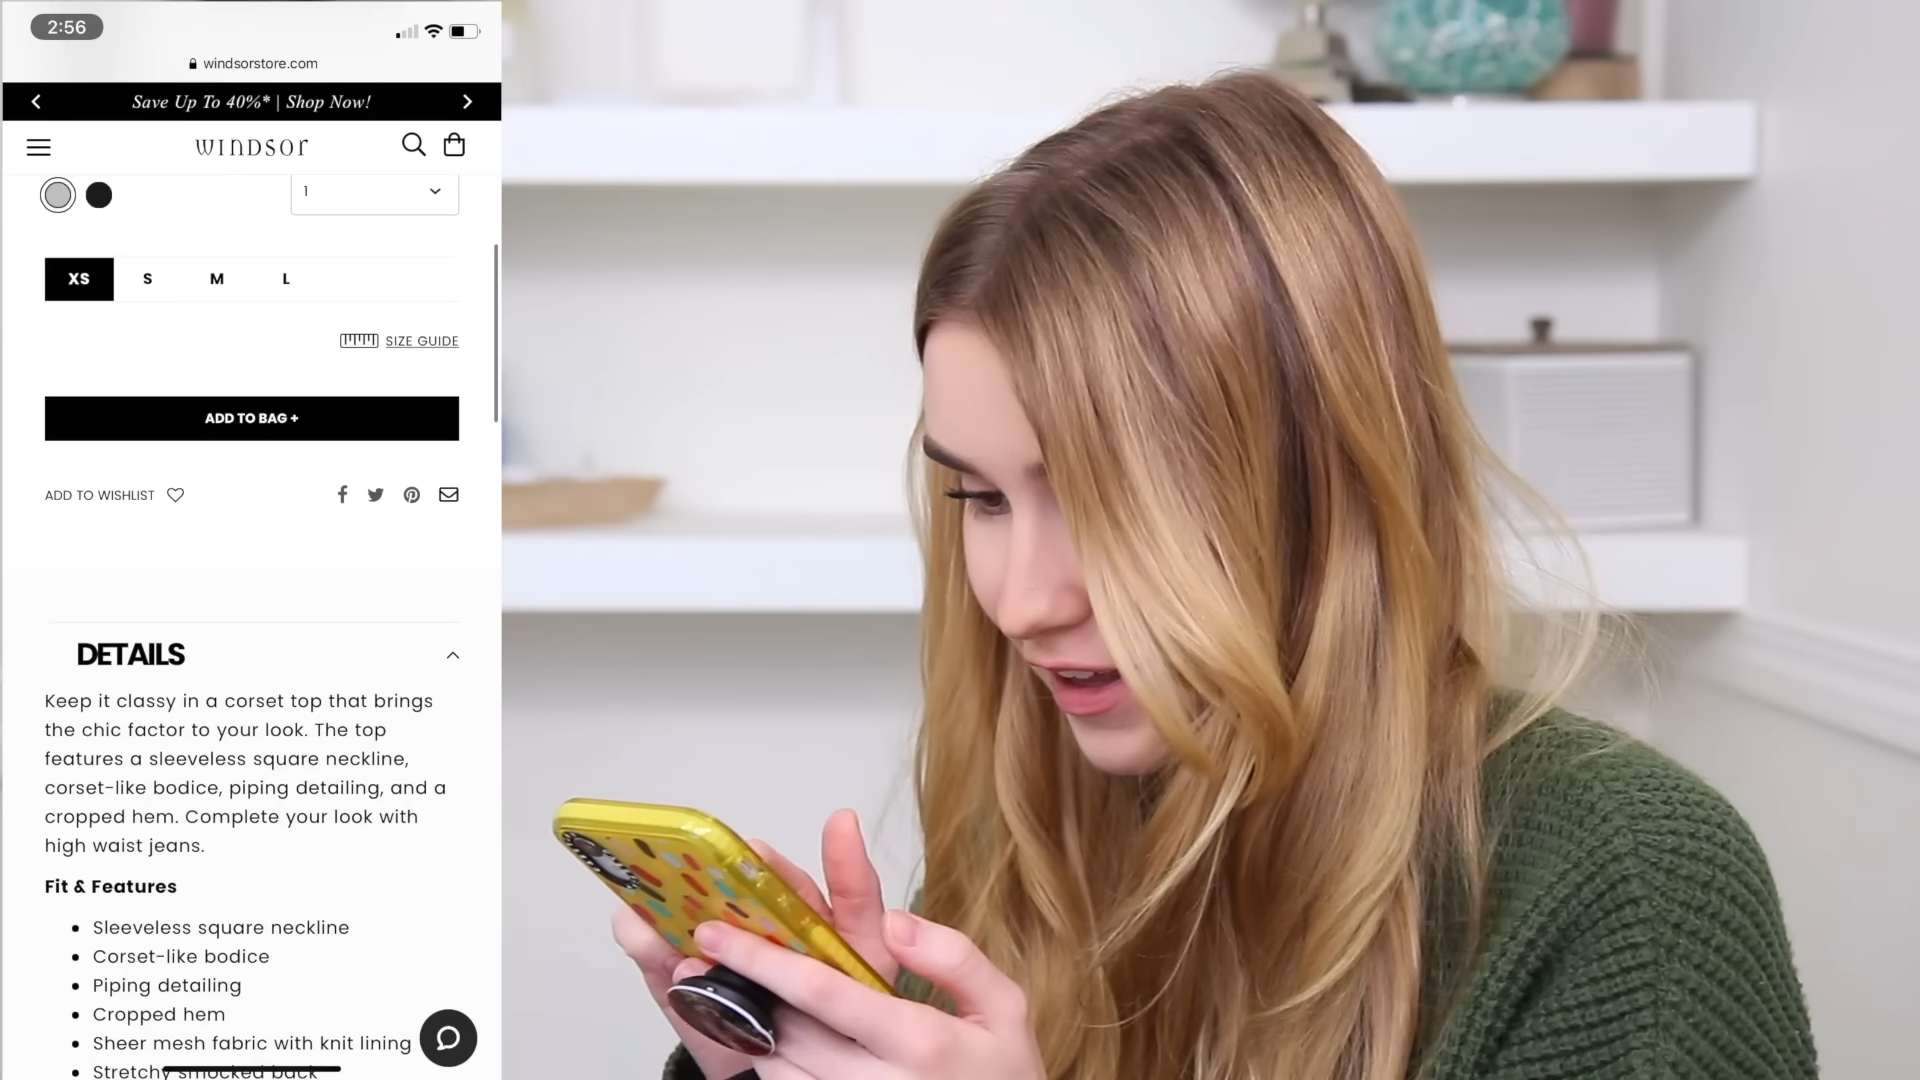 2:56
windsorstore.com
Save Up To 40%* | Shop Now!
WINDSOR
1
XS S M L
SIZE GUIDE
ADD TO BAG +
ADD TO WISHLIST
DETAILS
Keep it classy in a corset top that brings
the chic factor to your look. The top
features a sleeveless square neckline,
corset-like bodice, piping detailing, and a
cropped hem. Complete your look with
high waist jeans.
Fit & Features
• Sleeveless square neckline
• Corset-like bodice
• Piping detailing
• Cropped hem
• Sheer mesh fabric with knit lining
• Stretchy smocked back